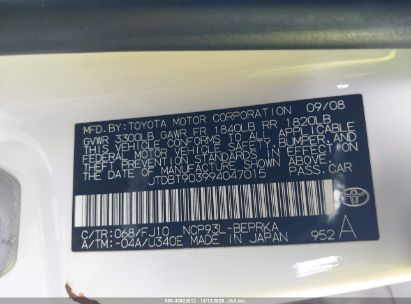 MFD.BY:TOYOTA MOTOR CORPORATION 09/08
GVWR 3300LB GAWR FR 1840LB RR 1820LB
THIS VEHICLE CONFORMS TO ALL APPLICABLE
FEDERAL MOTOR VEHICLE SAFETY, BUMPER, AND
THEFT PREVENTION STANDARDS IN EFFECT ON
THE DATE OF MANUFACTURE SHOWN ABOVE.
JTDBT903994047015 PASS.CAR
C/TR:068/FJ10 NCP93L-BEPRKA
A/TM:-04A/U340E MADE IN JAPAN 952A
TOYOTA